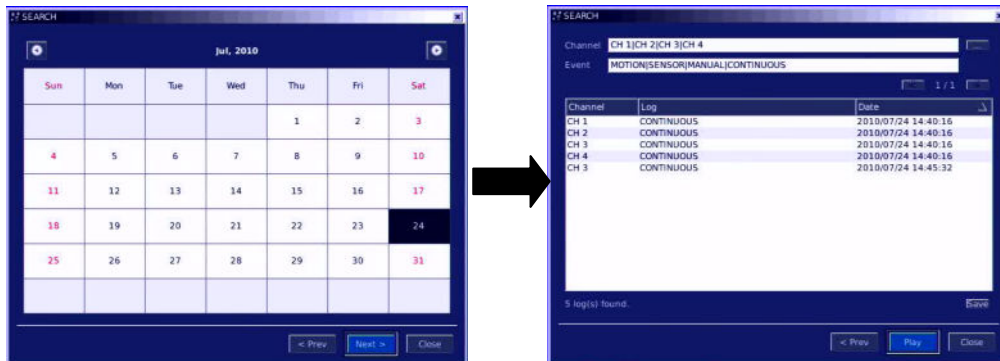 SEARCH
Jul, 2010
Sun Mon Tue Wed Thu Fri Sat
1 2 3
4 5 6 7 8 9 10
11 12 13 14 15 16 17
18 19 20 21 22 23 24
25 26 27 28 29 30 31
< Prev Next > Close
SEARCH
Channel CH 1|CH 2|CH 3|CH 4 ...
Event MOTION|SENSOR|MANUAL|CONTINUOUS
1 / 1
Channel Log Date
CH 1 CONTINUOUS 2010/07/24 14:40:16
CH 2 CONTINUOUS 2010/07/24 14:40:16
CH 3 CONTINUOUS 2010/07/24 14:40:16
CH 4 CONTINUOUS 2010/07/24 14:40:16
CH 3 CONTINUOUS 2010/07/24 14:45:32
5 log(s) found. Save
< Prev Play Close